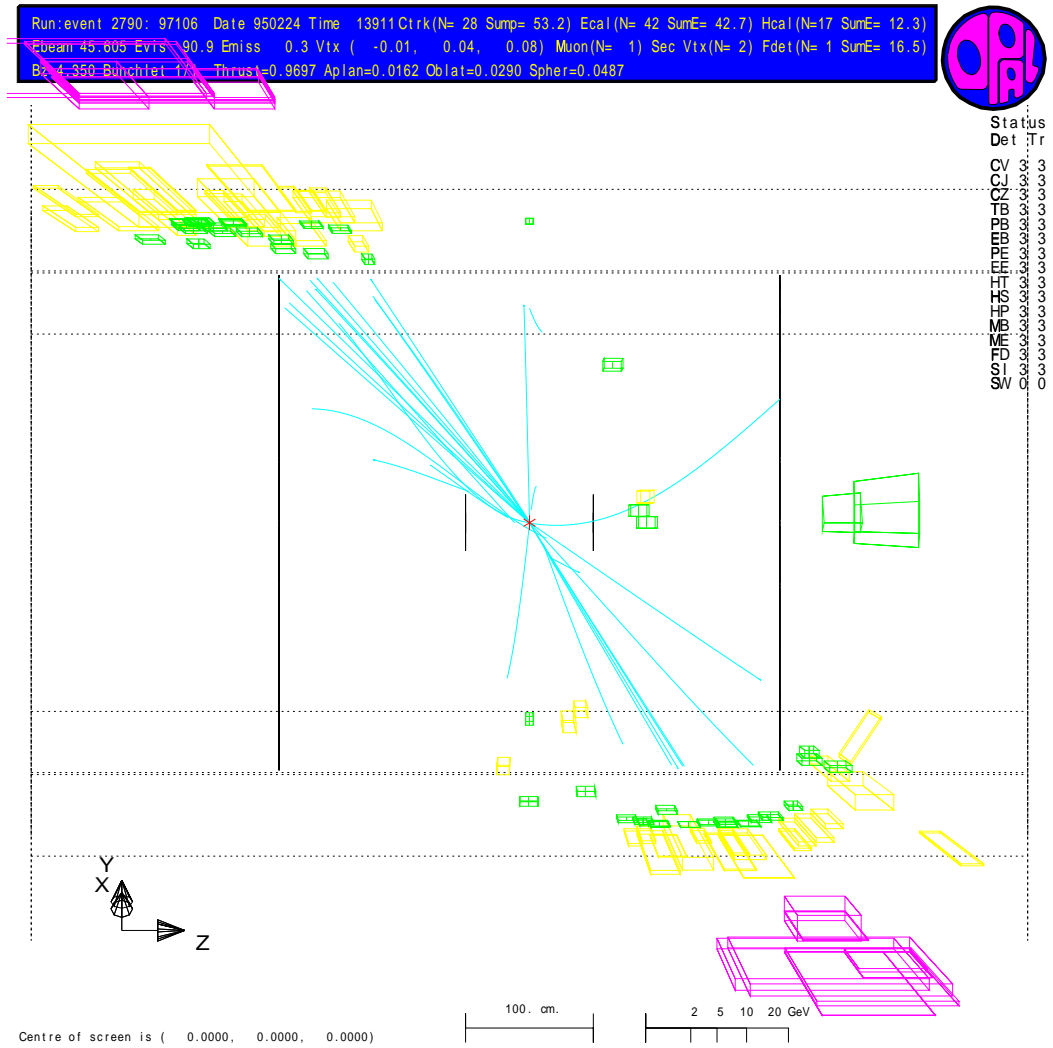 Run:event 2790: 97106 Date 950224 Time 13911 Ctrk(N= 28 Sump= 53.2) Ecal(N= 42 SumE= 42.7) Hcal(N=17 SumE= 12.3)
Ebeam 45.605 Evis 90.9 Emiss 0.3 Vtx ( -0.01, 0.04, 0.08) Muon(N= 1) Sec Vtx(N= 2) Fdet(N= 1 SumE= 16.5)
Bz 4.350 Bunchlet Thrust=0.9697 Aplan=0.0162 Oblat=0.0290 Spher=0.0487
OPAL
Status
Det Tr
CV 3 3
CJ 3 3
CZ 3 3
TB 3 3
PB 3 3
EB 3 3
PE 3 3
EE 3 3
HT 3 3
HS 3 3
HP 3 3
MB 3 3
ME 3 3
FD 3 3
SI 3 3
SW 0 0
Y
X
Z
100. cm.
2 5 10 20 GeV
Centre of screen is ( 0.0000, 0.0000, 0.0000)